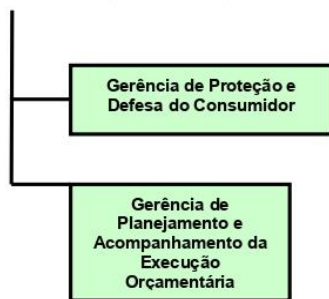 Gerência de Proteção e
Defesa do Consumidor
Gerência de
Planejamento e
Acompanhamento da
Execução
Orçamentária